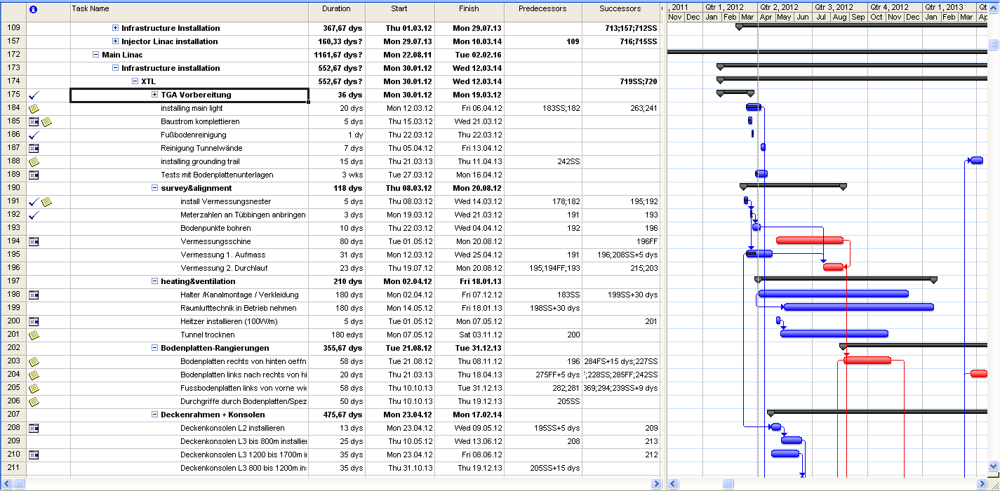 Task Name Duration Start Finish Predecessors Successors , 2011 Qtr 1, 2012 Qtr 2, 2012 Qtr 3, 2012 Qtr 4, 2012 Qtr 1, 2013 Qt
Nov Dec Jan Feb Mar Apr May Jun Jul Aug Sep Oct Nov Dec Jan Feb Mar Ap
109 Infrastructure Installation 367,67 dys Thu 01.03.12 Mon 29.07.13 713;157;712SS
157 Injector Linac installation 160,33 dys? Mon 29.07.13 Mon 10.03.14 109 716;715SS
172 Main Linac 1161,67 dys? Mon 22.08.11 Tue 02.02.16
173 Infrastructure installation 552,67 dys? Mon 30.01.12 Wed 12.03.14
174 XTL 552,67 dys? Mon 30.01.12 Wed 12.03.14 719SS;720
175 TGA Vorbereitung 36 dys Mon 30.01.12 Mon 19.03.12
184 installing main light 20 dys Mon 12.03.12 Fri 06.04.12 183SS;182 263;241
185 Baustrom komplettieren 5 dys Thu 15.03.12 Wed 21.03.12
186 Fußbodenreinigung 1 dy Thu 22.03.12 Thu 22.03.12
187 Reinigung Tunnelwände 7 dys Thu 05.04.12 Fri 13.04.12
188 installing grounding trail 15 dys Thu 21.03.13 Thu 11.04.13 242SS
189 Tests mit Bodenplattenunterlagen 3 wks Tue 27.03.12 Mon 16.04.12
190 survey&alignment 118 dys Thu 08.03.12 Mon 20.08.12
191 install Vermessungsnester 5 dys Thu 08.03.12 Wed 14.03.12 178;182 195;192
192 Meterzahlen an Tübbingen anbringen 3 dys Mon 19.03.12 Wed 21.03.12 191 193
193 Bodenpunkte bohren 10 dys Thu 22.03.12 Wed 04.04.12 192 196
194 Vermessungsschine 80 dys Tue 01.05.12 Mon 20.08.12 196FF
195 Vermessung 1. Aufmass 31 dys Mon 12.03.12 Wed 25.04.12 191 196;208SS+5 dys
196 Vermessung 2. Durchlauf 23 dys Thu 19.07.12 Mon 20.08.12 195;194FF;193 215;203
197 heating&ventilation 210 dys Mon 02.04.12 Fri 18.01.13
198 Halter /Kanalmontage / Verkleidung 180 dys Mon 02.04.12 Fri 07.12.12 183SS 199SS+30 dys
199 Raumlufttechnik in Betrieb nehmen 180 dys Mon 14.05.12 Fri 18.01.13 198SS+30 dys
200 Heitzer installieren (100W/m) 5 dys Tue 01.05.12 Mon 07.05.12 201
201 Tunnel trocknen 180 edys Mon 07.05.12 Sat 03.11.12 200
202 Bodenplatten-Rangierungen 355,67 dys Tue 21.08.12 Tue 31.12.13
203 Bodenplatten rechts von hinten oeffn 58 dys Tue 21.08.12 Thu 08.11.12 196 284FS+15 dys;227SS
204 Bodenplatten links nach rechts von hi 20 dys Thu 21.03.13 Thu 18.04.13 275FF+5 dys ;228SS;285FF;242SS
205 Fussbodenplatten links von vorne wie 58 dys Thu 10.10.13 Tue 31.12.13 282;281 369;294;239SS+9 dys
206 Durchgriffe durch Bodenplatten/Spez 50 dys Thu 10.10.13 Thu 19.12.13 205SS
207 Deckenrahmen + Konsolen 475,67 dys Mon 23.04.12 Mon 17.02.14
208 Deckenkonsolen L2 installieren 13 dys Mon 23.04.12 Wed 09.05.12 195SS+5 dys 209
209 Deckenkonsolen L3 bis 800m installie 25 dys Thu 10.05.12 Wed 13.06.12 208 213
210 Deckenkonsolen L3 1200 bis 1700m i 35 dys Mon 23.04.12 Fri 08.06.12 212
211 Deckenkonsolen L3 800 bis 1200m in 35 dys Thu 31.10.13 Thu 19.12.13 205SS+15 dys